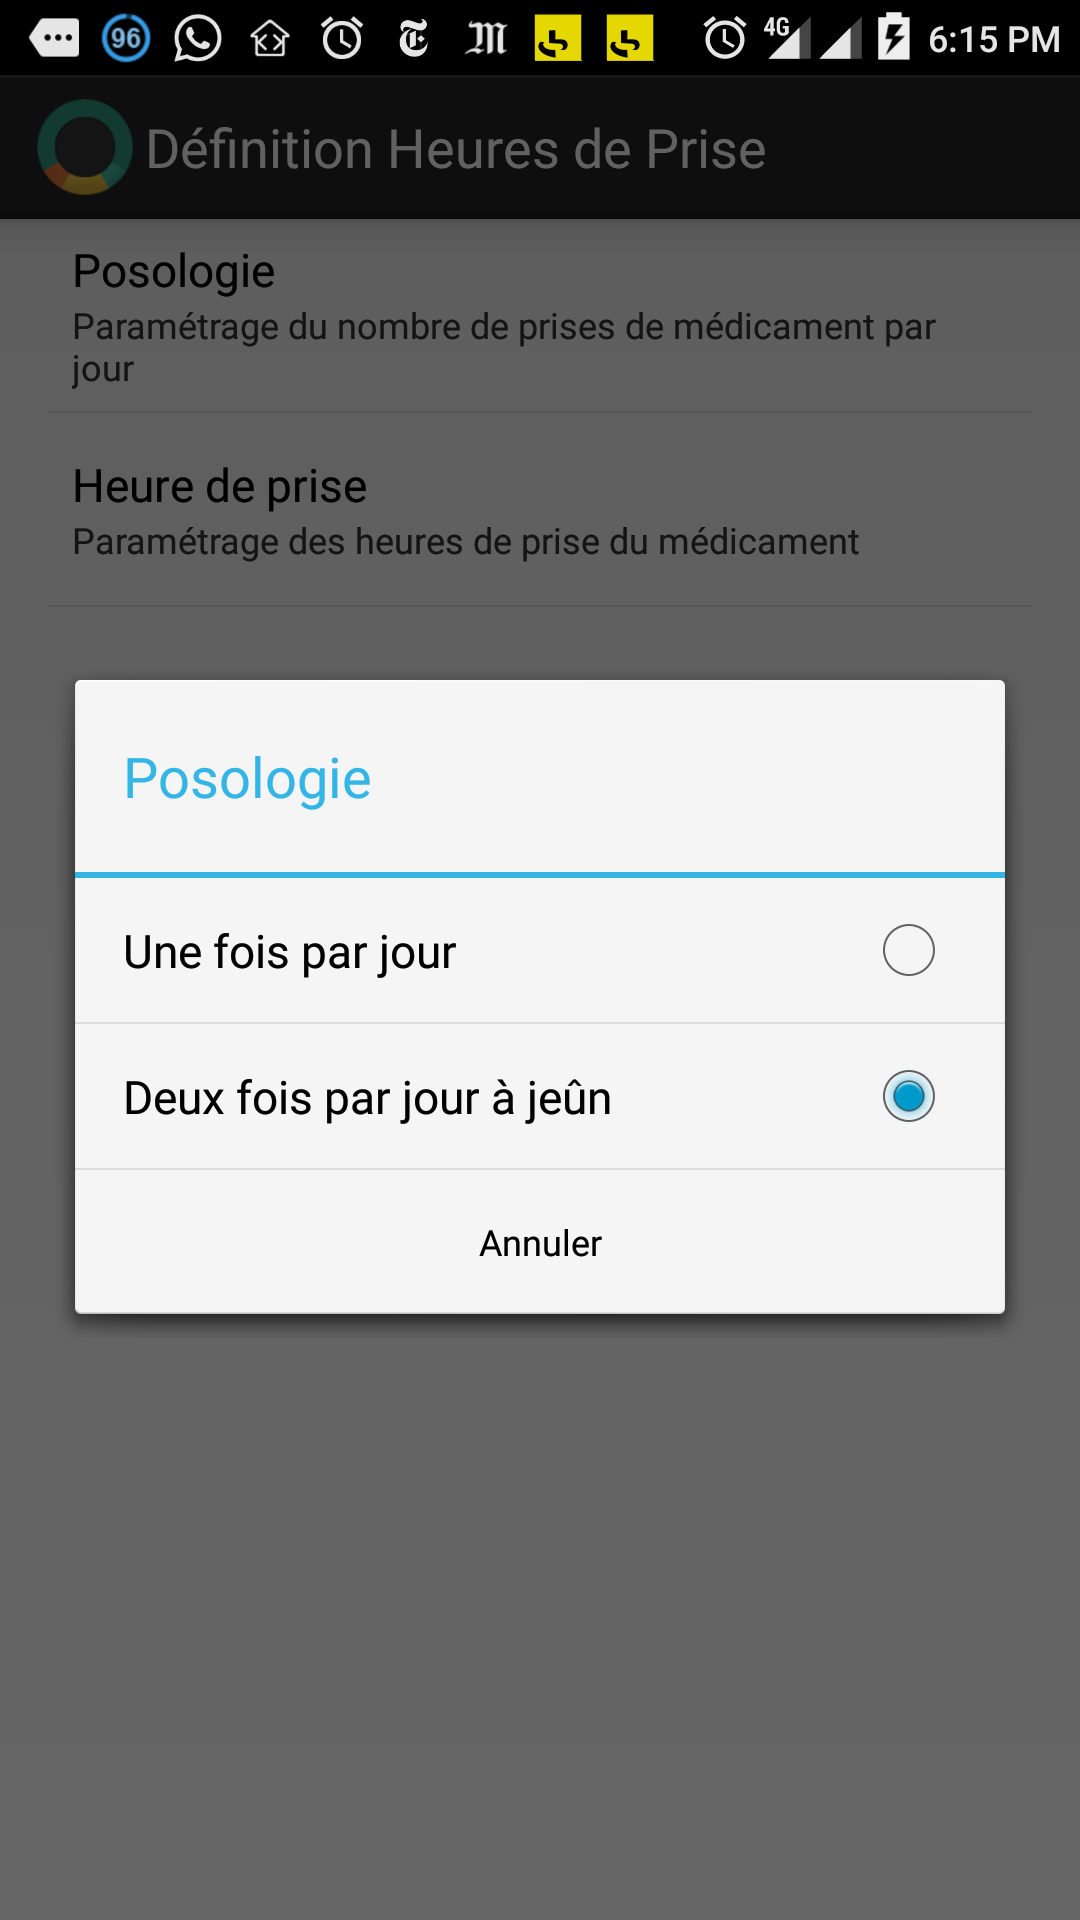 96
4G
6:15 PM
Définition Heures de Prise
Posologie
Paramétrage du nombre de prises de médicament par
jour
Heure de prise
Paramétrage des heures de prise du médicament
Posologie
Une fois par jour
Deux fois par jour à jeûn
Annuler